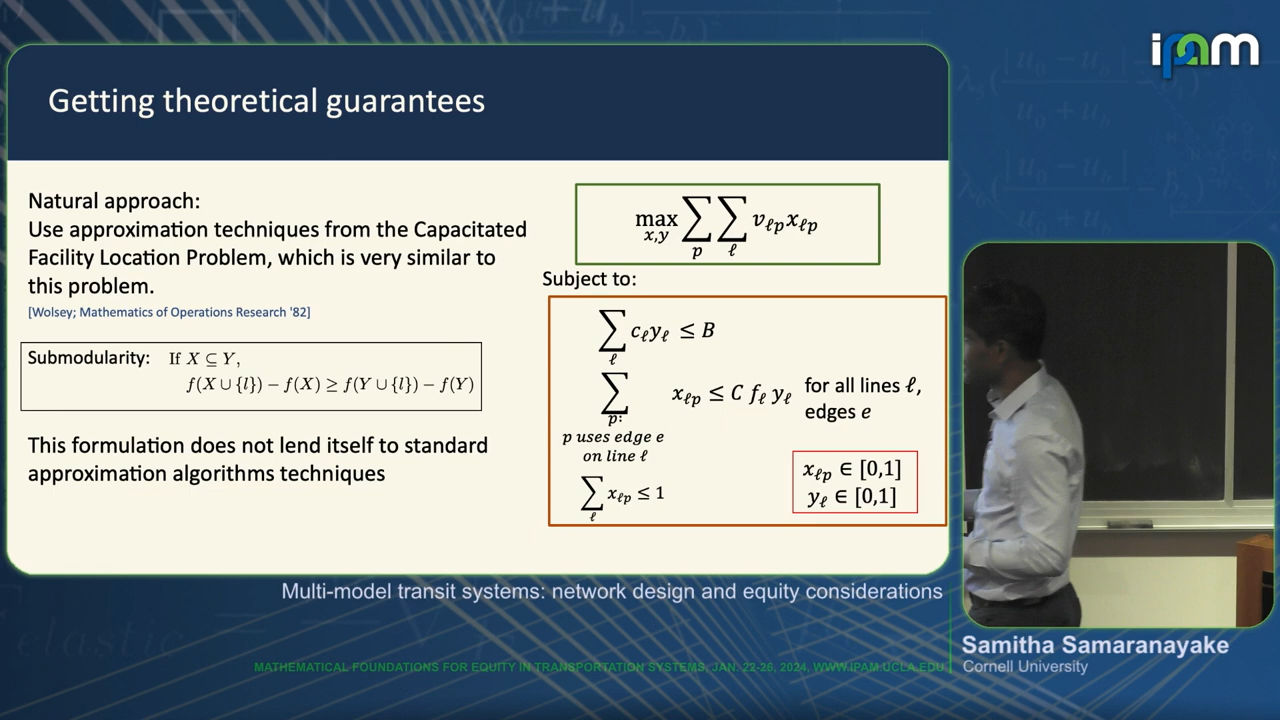 ipam
Getting theoretical guarantees
Natural approach:
Use approximation techniques from the Capacitated
Facility Location Problem, which is very similar to
this problem.
[Wolsey; Mathematics of Operations Research '82]
Submodularity: If X ⊆ Y,
f(X ∪ {l}) − f(X) ≥ f(Y ∪ {l}) − f(Y)
This formulation does not lend itself to standard
approximation algorithms techniques
max x,y ∑ p ∑ ℓ v_ℓp x_ℓp
Subject to:
∑ ℓ c_ℓ y_ℓ ≤ B
∑ p: p uses edge e on line ℓ x_ℓp ≤ C f_ℓ y_ℓ for all lines ℓ, edges e
∑ ℓ x_ℓp ≤ 1
x_ℓp ∈ [0,1]
y_ℓ ∈ [0,1]
Multi-model transit systems: network design and equity considerations
Samitha Samaranayake
Cornell University
MATHEMATICAL FOUNDATIONS FOR EQUITY IN TRANSPORTATION SYSTEMS, JAN. 22-26, 2024, WWW.IPAM.UCLA.EDU